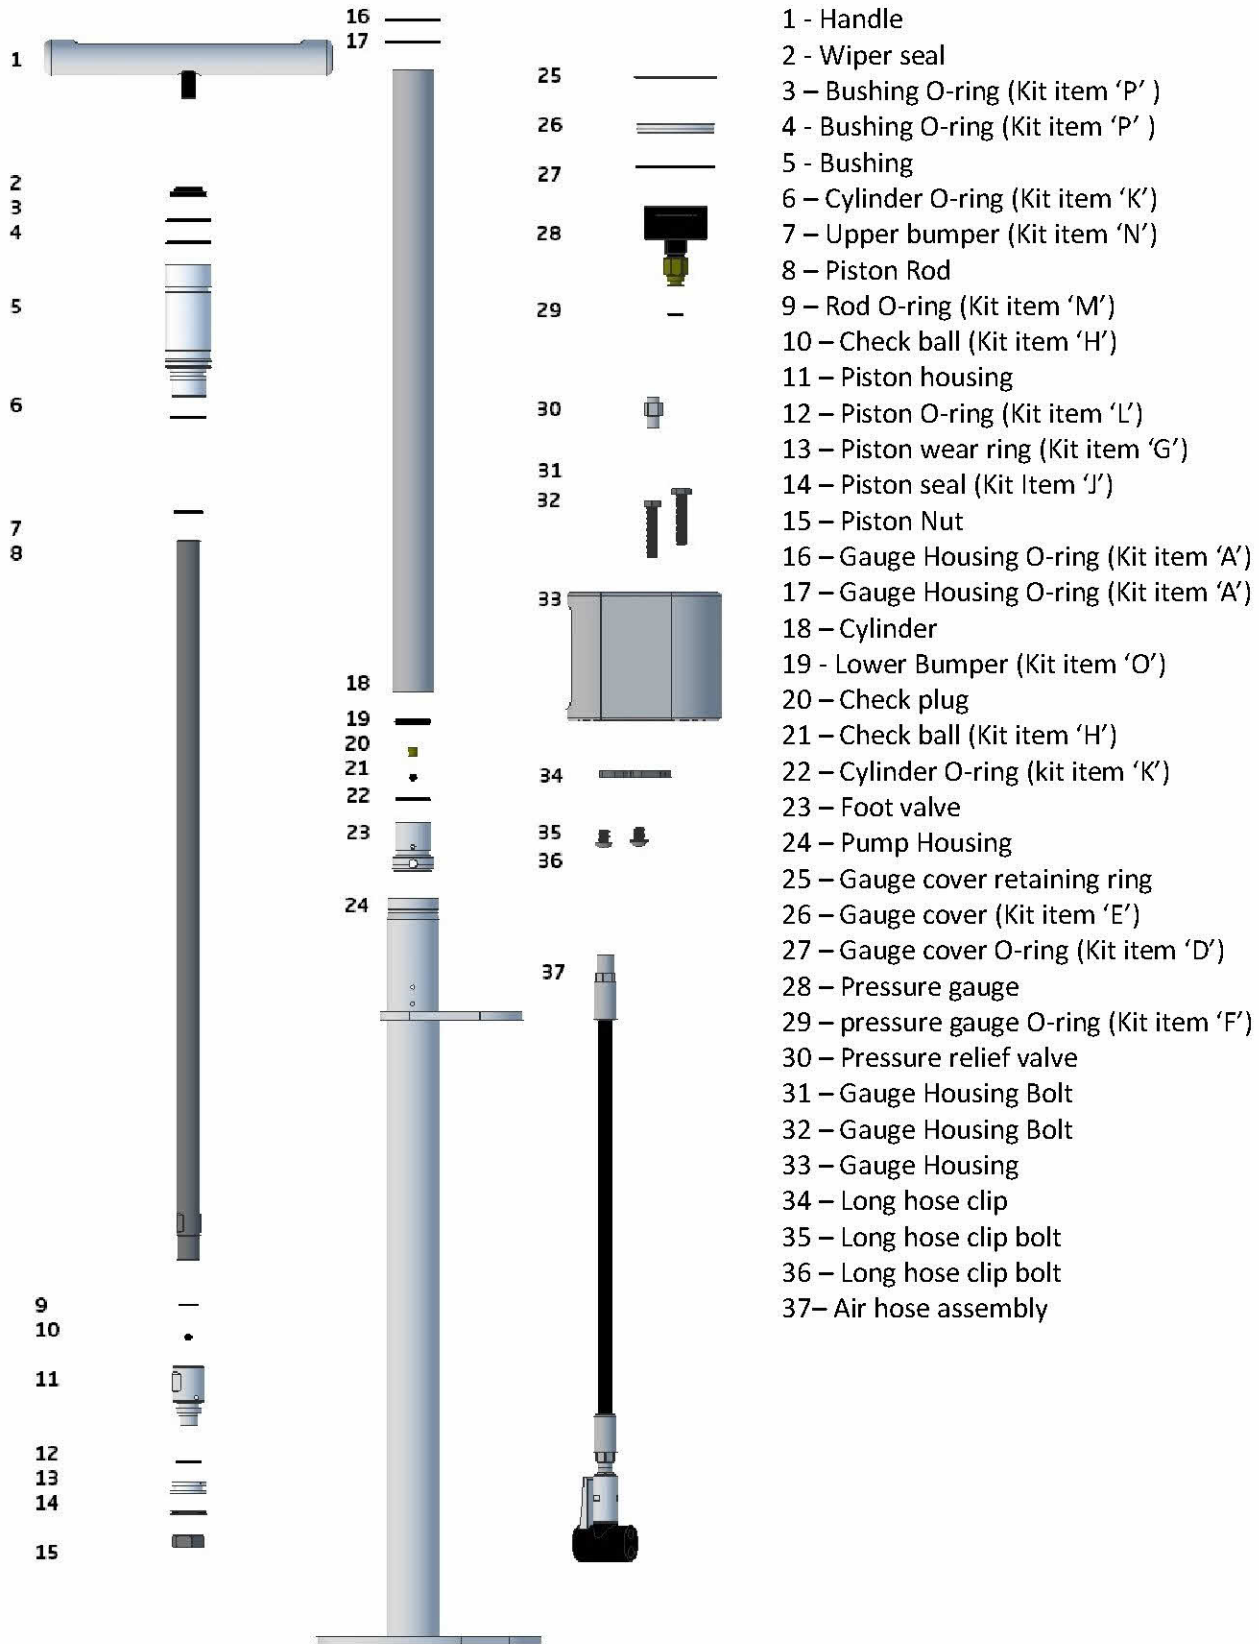 1
2
3
4
5
6
7
8
9
10
11
12
13
14
15
16
17
18
19
20
21
22
23
24
25
26
27
28
29
30
31
32
33
34
35
36
37
1 - Handle
2 - Wiper seal
3 – Bushing O-ring (Kit item ‘P’ )
4 - Bushing O-ring (Kit item ‘P’ )
5 - Bushing
6 – Cylinder O-ring (Kit item ‘K’)
7 – Upper bumper (Kit item ‘N’)
8 – Piston Rod
9 – Rod O-ring (Kit item ‘M’)
10 – Check ball (Kit item ‘H’)
11 – Piston housing
12 – Piston O-ring (Kit item ‘L’)
13 – Piston wear ring (Kit item ‘G’)
14 – Piston seal (Kit Item ‘J’)
15 – Piston Nut
16 – Gauge Housing O-ring (Kit item ‘A’)
17 – Gauge Housing O-ring (Kit item ‘A’)
18 – Cylinder
19 - Lower Bumper (Kit item ‘O’)
20 – Check plug
21 – Check ball (Kit item ‘H’)
22 – Cylinder O-ring (kit item ‘K’)
23 – Foot valve
24 – Pump Housing
25 – Gauge cover retaining ring
26 – Gauge cover (Kit item ‘E’)
27 – Gauge cover O-ring (Kit item ‘D’)
28 – Pressure gauge
29 – pressure gauge O-ring (Kit item ‘F’)
30 – Pressure relief valve
31 – Gauge Housing Bolt
32 – Gauge Housing Bolt
33 – Gauge Housing
34 – Long hose clip
35 – Long hose clip bolt
36 – Long hose clip bolt
37– Air hose assembly